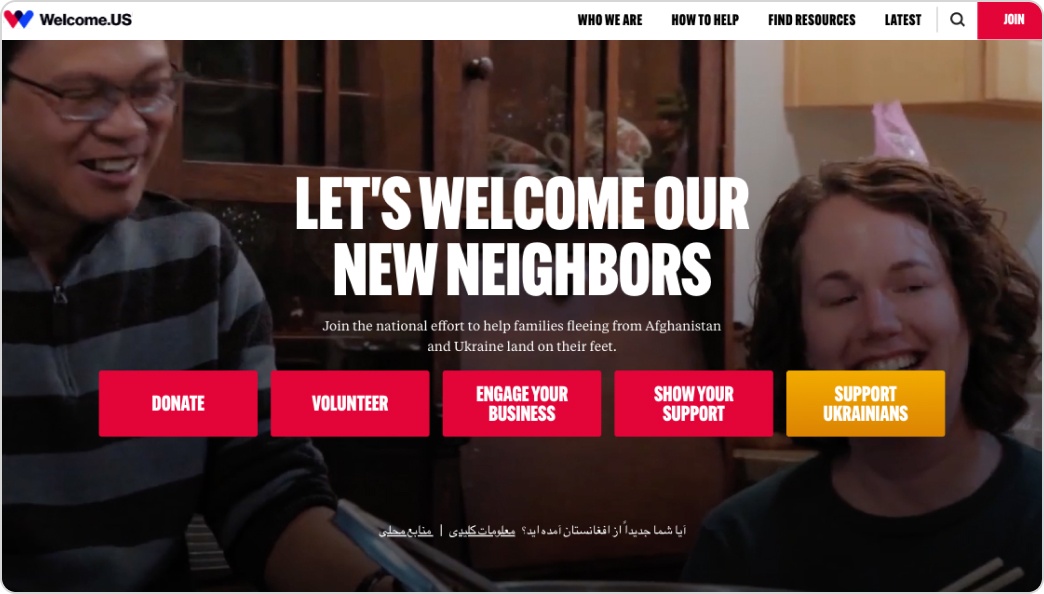 Welcome.US
WHO WE ARE
HOW TO HELP
FIND RESOURCES
LATEST
JOIN
LET'S WELCOME OUR
NEW NEIGHBORS
Join the national effort to help families fleeing from Afghanistan
and Ukraine land on their feet.
DONATE
VOLUNTEER
ENGAGE YOUR
BUSINESS
SHOW YOUR
SUPPORT
SUPPORT
UKRAINIANS
آیا شما جدیداً از افغانستان آمده اید؟ معلومات کلیدی | منابع محلی